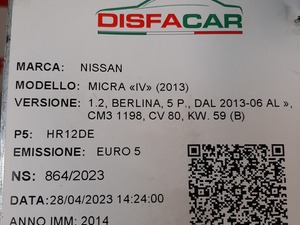 DISFACAR
MARCA: NISSAN
MODELLO: MICRA «IV» (2013)
VERSIONE: 1.2, BERLINA, 5 P., DAL 2013-06 AL »,
CM3 1198, CV 80, KW. 59 (B)
P5: HR12DE
EMISSIONE: EURO 5
NS: 864/2023
DATA:28/04/2023 14:24:00
ANNO IMM: 2014